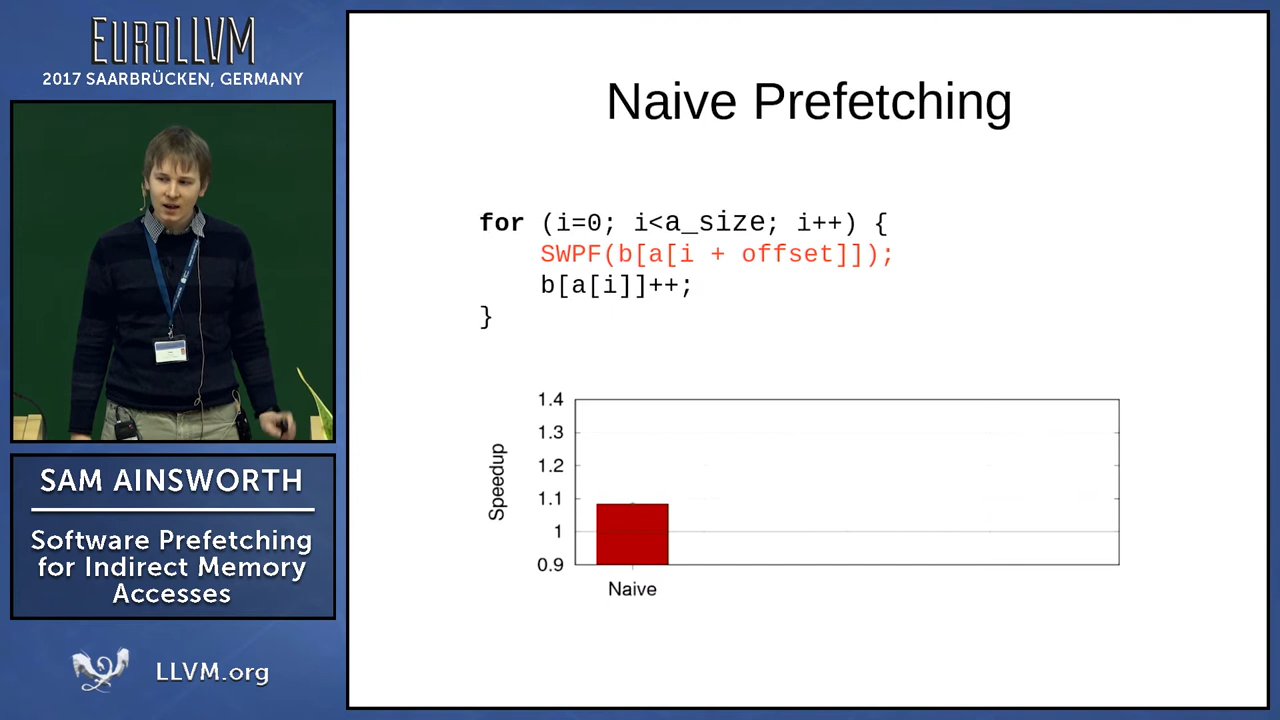 EUROLLVM
2017 SAARBRÜCKEN, GERMANY
SAM AINSWORTH
Software Prefetching
for Indirect Memory
Accesses
LLVM.org
Naive Prefetching
for (i=0; i<a_size; i++) {
SWPF(b[a[i + offset]]);
b[a[i]]++;
}
1.4
1.3
1.2
1.1
1
0.9
Speedup
Naive